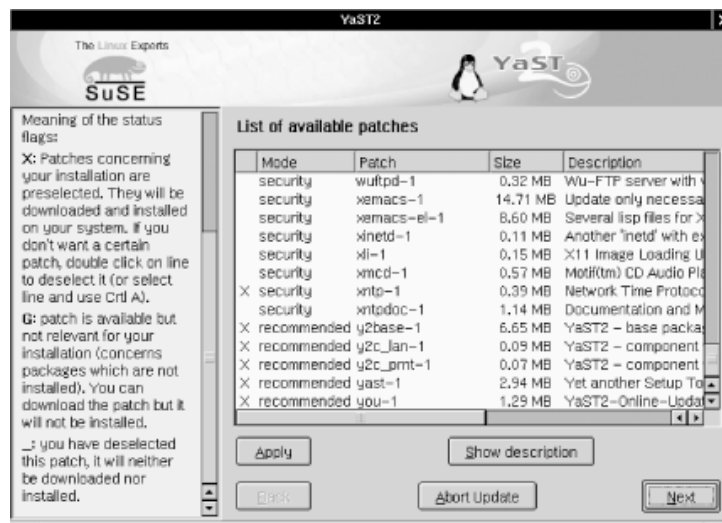 YaST2
The Linux Experts
SuSE
YaST
2
Meaning of the status
flags:
X: Patches concerning
your installation are
preselected. They will be
downloaded and installed
on your system. If you
don't want a certain
patch, double click on line
to deselect it (or select
line and use Crtl A).
G: patch is available but
not relevant for your
installation (concerns
packages which are not
installed). You can
download the patch but it
will not be installed.
_: you have deselected
this patch, it will neither
be downloaded nor
installed.
List of available patches
Mode Patch Size Description
security wuftpd-1 0.32 MB Wu-FTP server with
security xemacs-1 14.71 MB Update only necessa
security xemacs-el-1 8.60 MB Several lisp files for X
security xinetd-1 0.11 MB Another 'inetd' with ex
security xli-1 0.15 MB X11 Image Loading U
security xmcd-1 0.57 MB Motif(tm) CD Audio Pla
X security xntp-1 0.39 MB Network Time Protoco
security xntpdoc-1 1.14 MB Documentation and M
X recommended y2base-1 6.65 MB YaST2 - base packa
X recommended y2c_lan-1 0.09 MB YaST2 - component
X recommended y2c_pmt-1 0.07 MB YaST2 - component
X recommended yast-1 2.94 MB Yet another Setup To
X recommended you-1 1.29 MB YaST2-Online-Updat
Apply Show description
Back Abort Update Next